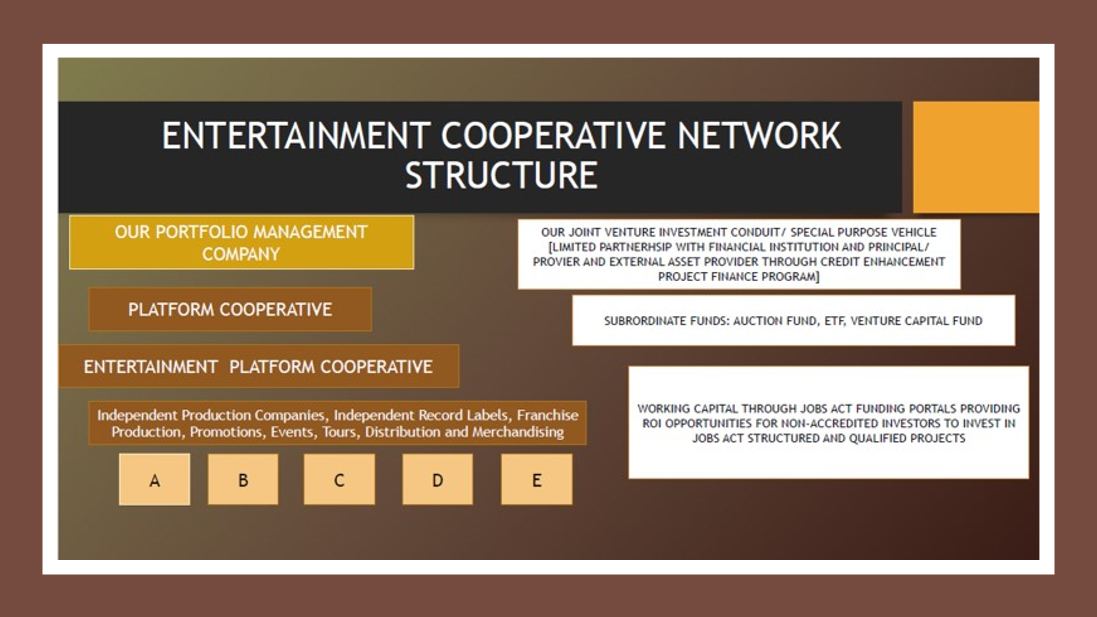 ENTERTAINMENT COOPERATIVE NETWORK
STRUCTURE
OUR PORTFOLIO MANAGEMENT
COMPANY
PLATFORM COOPERATIVE
ENTERTAINMENT PLATFORM COOPERATIVE
Independent Production Companies, Independent Record Labels, Franchise
Production, Promotions, Events, Tours, Distribution and Merchandising
A
B
C
D
E
OUR JOINT VENTURE INVESTMENT CONDUIT/ SPECIAL PURPOSE VEHICLE
[LIMITED PARTNERHSIP WITH FINANCIAL INSTITUTION AND PRINCIPAL/
PROVIER AND EXTERNAL ASSET PROVIDER THROUGH CREDIT ENHANCEMENT
PROJECT FINANCE PROGRAM]
SUBRORDINATE FUNDS: AUCTION FUND, ETF, VENTURE CAPITAL FUND
WORKING CAPITAL THROUGH JOBS ACT FUNDING PORTALS PROVIDING
ROI OPPORTUNITIES FOR NON-ACCREDITED INVESTORS TO INVEST IN
JOBS ACT STRUCTURED AND QUALIFIED PROJECTS